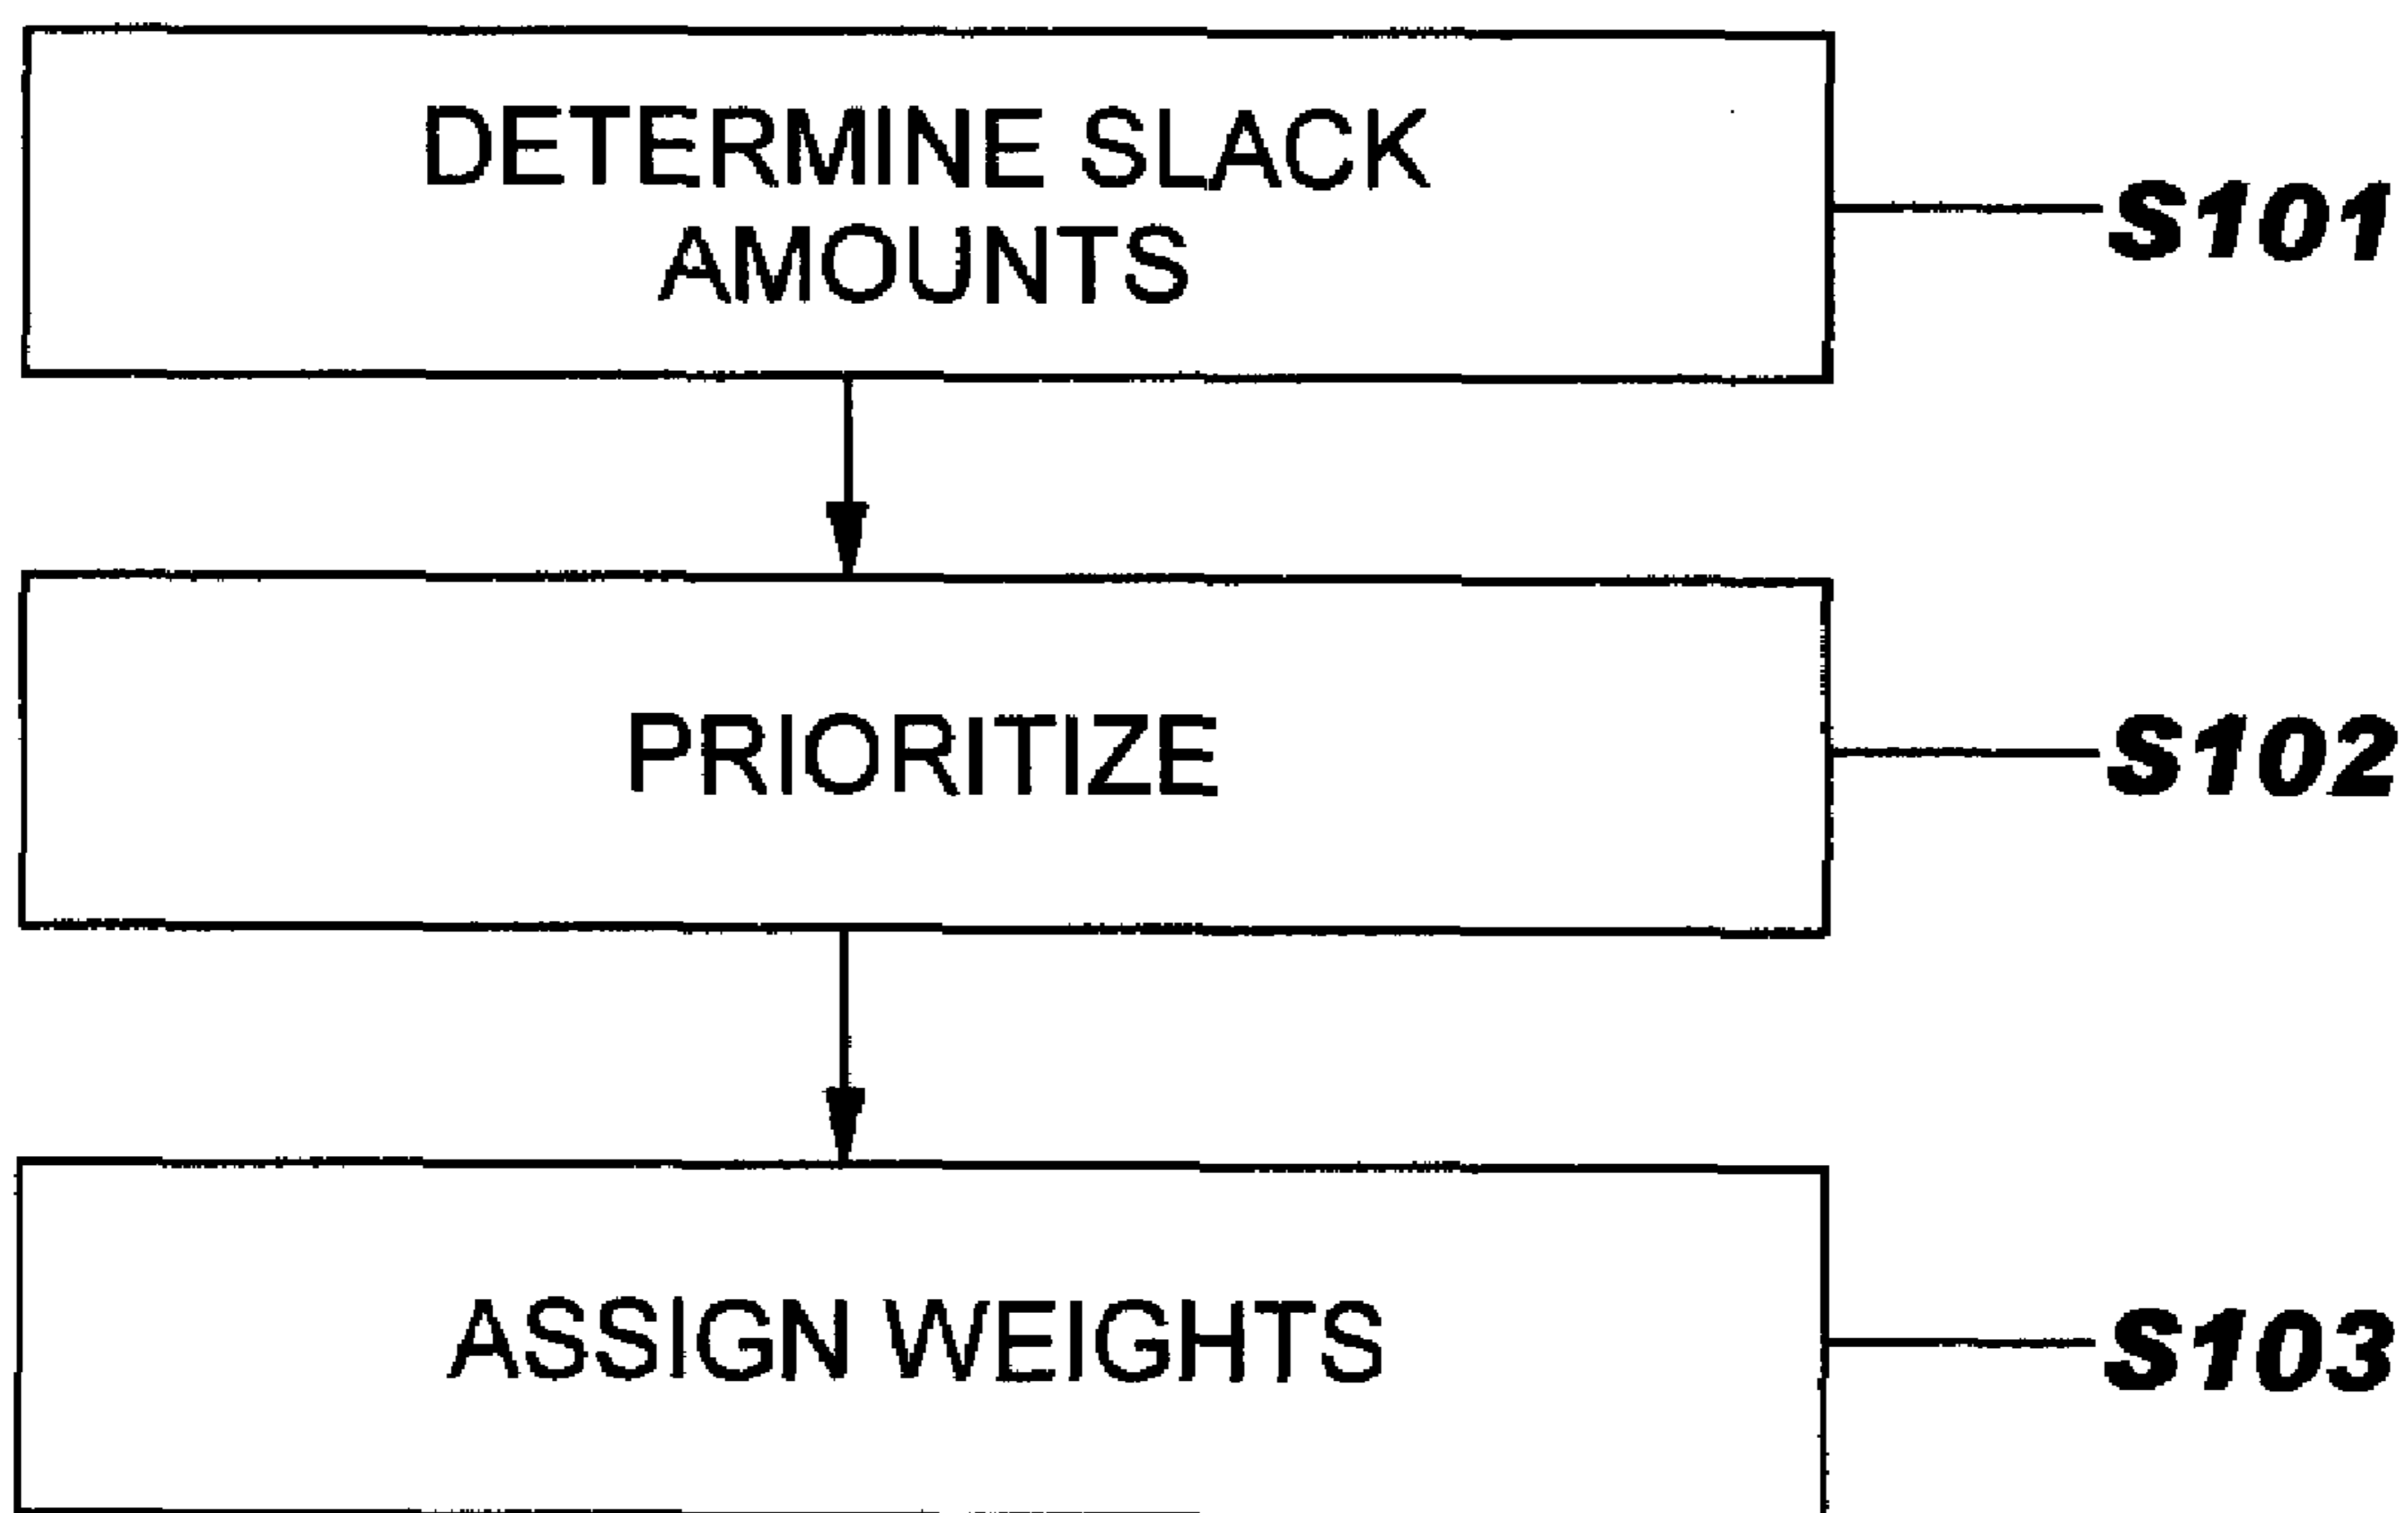 DETERMINE SLACK
AMOUNTS
S101
PRIORITIZE
S102
ASSIGN WEIGHTS
S103